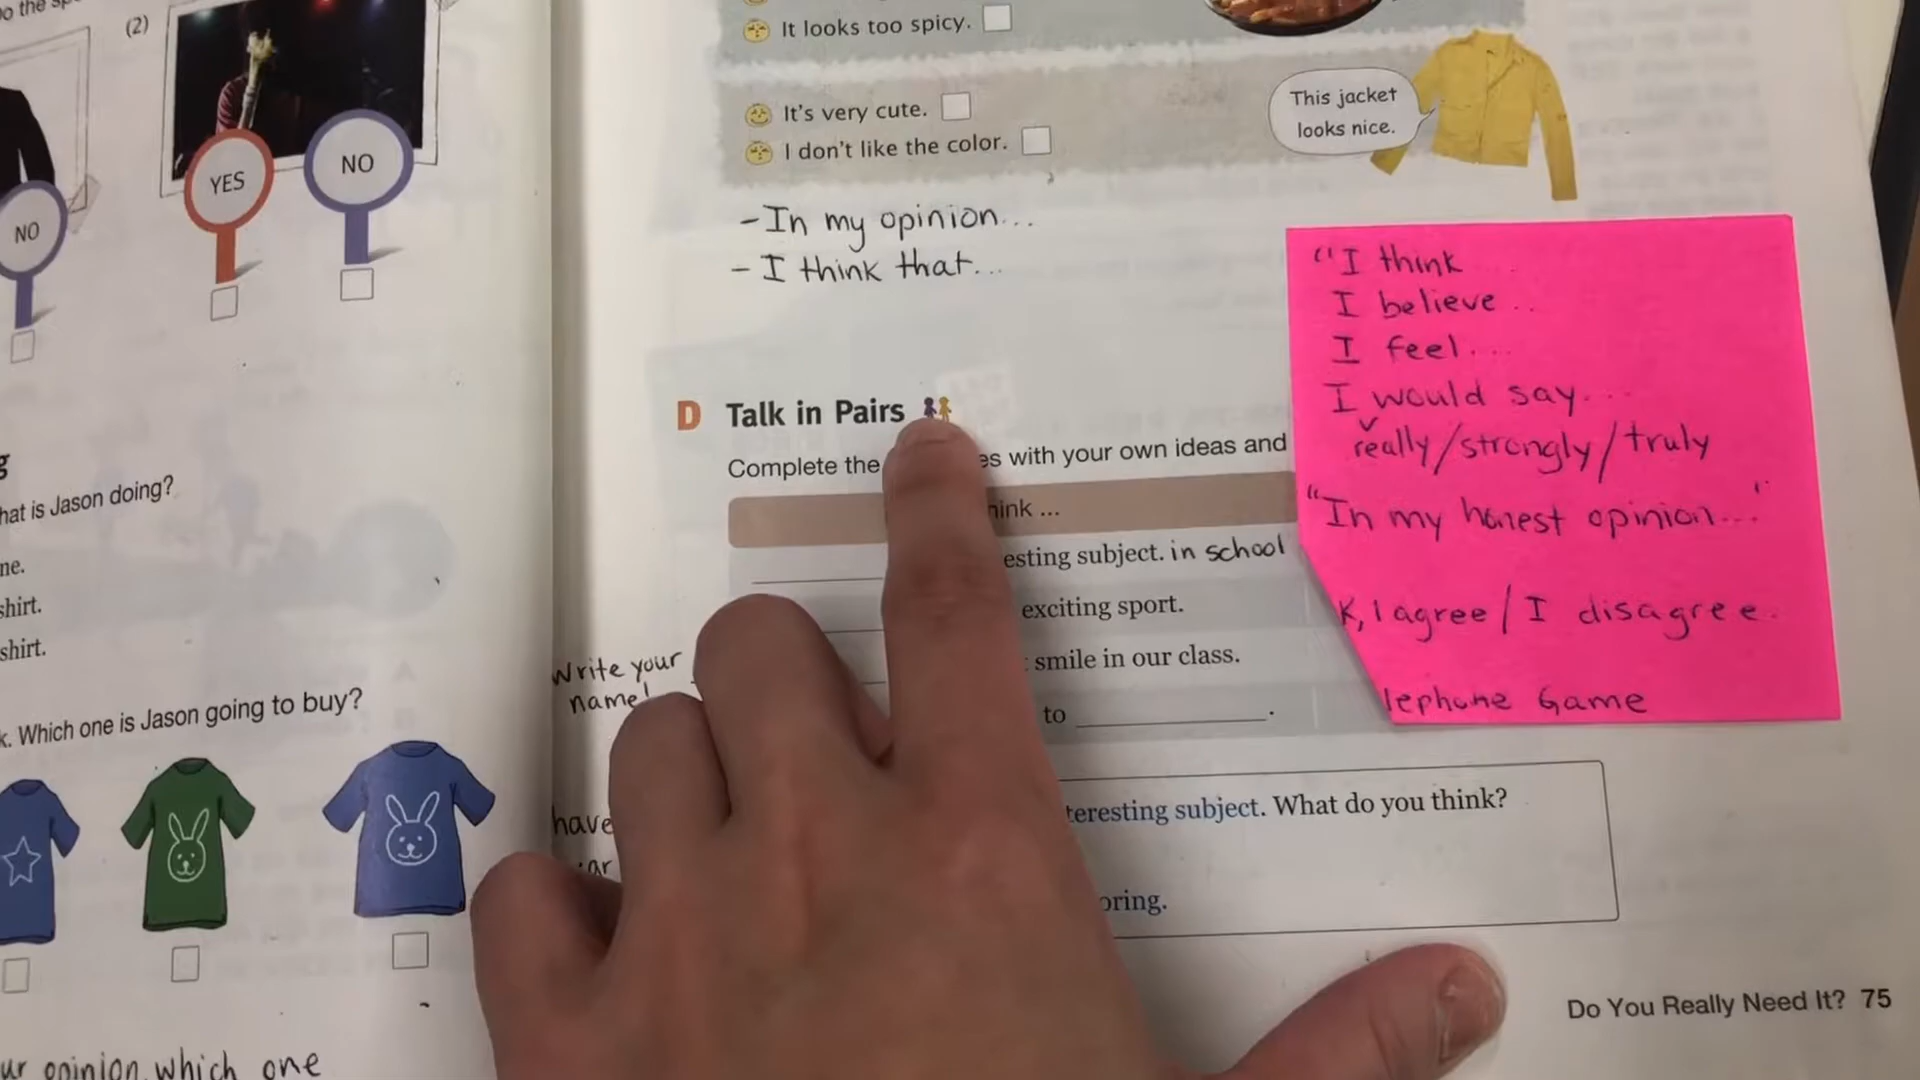 (2)
YES
NO
NO
hat is Jason doing?
ne.
shirt.
shirt.
k. Which one is Jason going to buy?
ur opinion, which one
It looks too spicy.
It's very cute.
I don't like the color.
This jacket
looks nice.
- In my opinion...
- I think that...
D Talk in Pairs
Complete the es with your own ideas and
hink ...
esting subject. in school
exciting sport.
smile in our class.
to ____________.
Write your
name!
have
ar
teresting subject. What do you think?
oring.
"I think
I believe ..
I feel....
I would say....
really/strongly/truly
"In my honest opinion..."
K, I agree/I disagree.
lephone Game
Do You Really Need It? 75